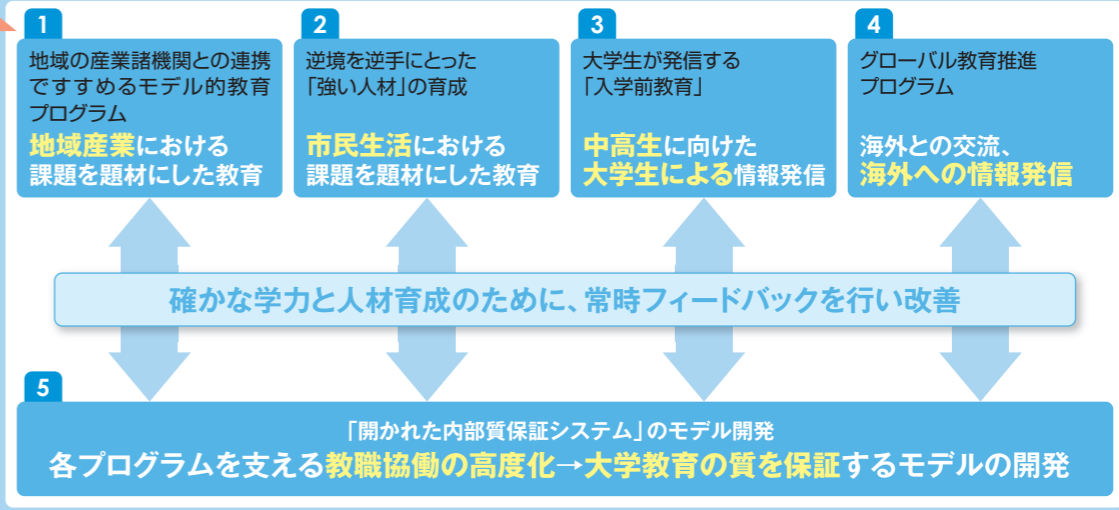 1
地域の産業諸機関との連携
ですすめるモデル的教育
プログラム
地域産業における
課題を題材にした教育
2
逆境を逆手にとった
「強い人材」の育成
市民生活における
課題を題材にした教育
3
大学生が発信する
「入学前教育」
中高生に向けた
大学生による情報発信
4
グローバル教育推進
プログラム
海外との交流、
海外への情報発信
確かな学力と人材育成のために、常時フィードバックを行い改善
5
「開かれた内部質保証システム」のモデル開発
各プログラムを支える教職協働の高度化→大学教育の質を保証するモデルの開発